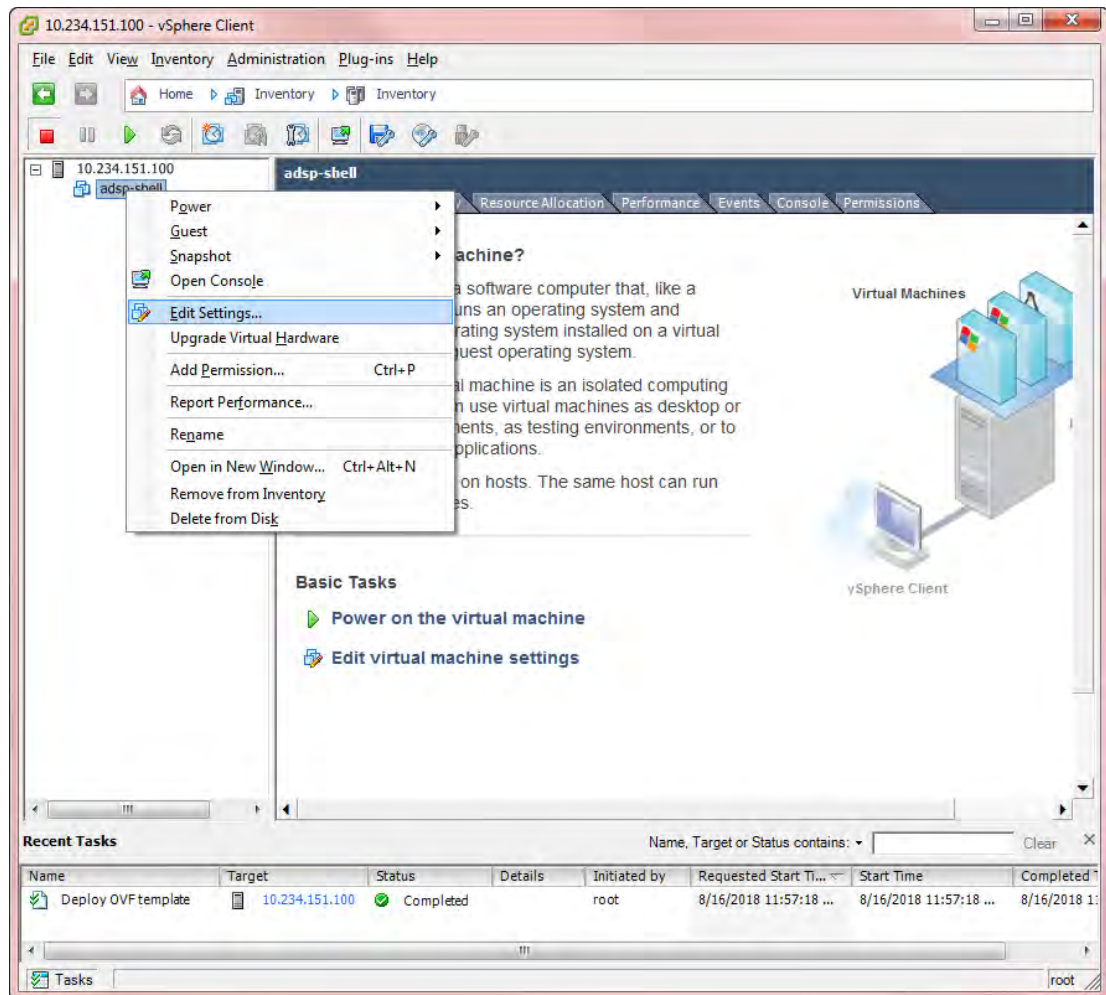 10.234.151.100 - vSphere Client
File Edit View Inventory Administration Plug-ins Help
Home Inventory Inventory
10.234.151.100
adsp-shell
adsp-shell
Resource Allocation Performance Events Console Permissions
Power
Guest
Snapshot
Open Console
Edit Settings...
Upgrade Virtual Hardware
Add Permission... Ctrl+P
Report Performance...
Rename
Open in New Window... Ctrl+Alt+N
Remove from Inventory
Delete from Disk
achine?
a software computer that, like a
uns an operating system and
rating system installed on a virtual
guest operating system.
al machine is an isolated computing
n use virtual machines as desktop or
nents, as testing environments, or to
pplications.
on hosts. The same host can run
es.
Virtual Machines
vSphere Client
Basic Tasks
Power on the virtual machine
Edit virtual machine settings
Recent Tasks
Name, Target or Status contains: Clear
Name Target Status Details Initiated by Requested Start Ti... Start Time Completed T
Deploy OVF template 10.234.151.100 Completed root 8/16/2018 11:57:18 ... 8/16/2018 11:57:18 ... 8/16/2018 11:
Tasks root